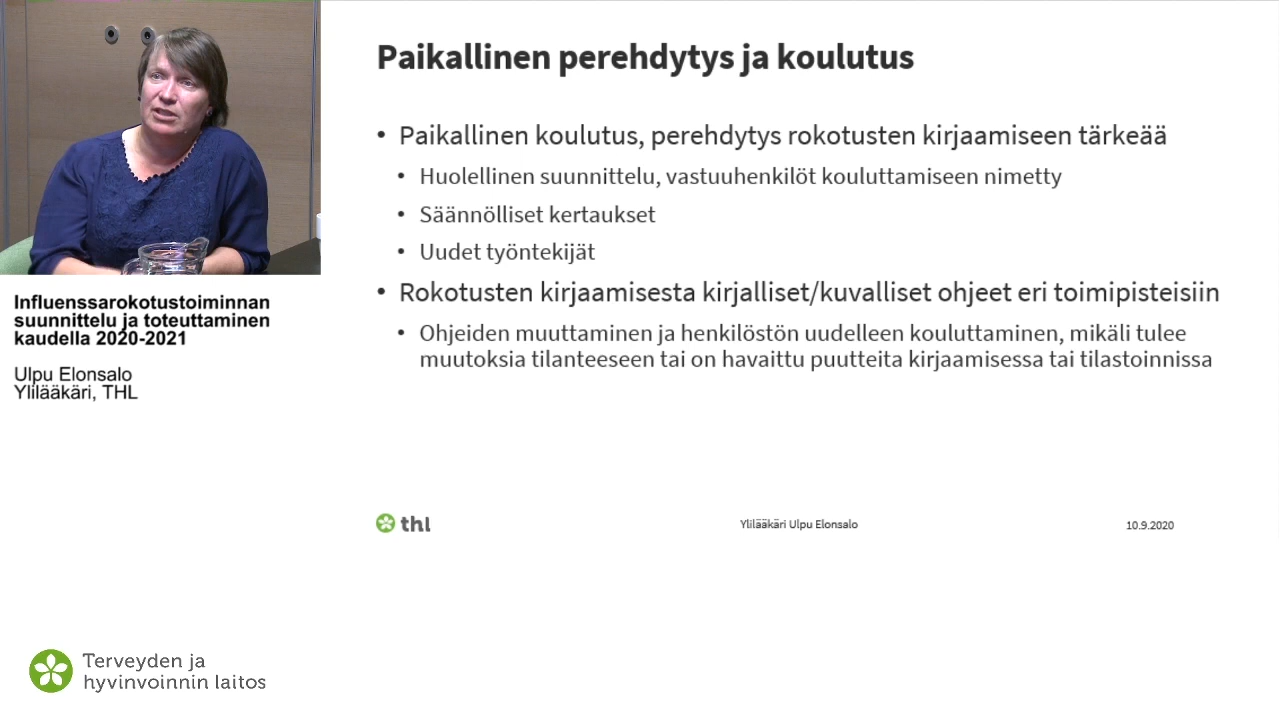 Paikallinen perehdytys ja koulutus
• Paikallinen koulutus, perehdytys rokotusten kirjaamiseen tärkeää
• Huolellinen suunnittelu, vastuuhenkilöt kouluttamiseen nimetty
• Säännölliset kertaukset
• Uudet työntekijät
• Rokotusten kirjaamisesta kirjalliset/kuvalliset ohjeet eri toimipisteisiin
• Ohjeiden muuttaminen ja henkilöstön uudelleen kouluttaminen, mikäli tulee
muutoksia tilanteeseen tai on havaittu puutteita kirjaamisessa tai tilastoinnissa
Influenssarokotustoiminnan
suunnittelu ja toteuttaminen
kaudella 2020-2021
Ulpu Elonsalo
Ylilääkäri, THL
thl
Ylilääkäri Ulpu Elonsalo
10.9.2020
Terveyden ja
hyvinvoinnin laitos